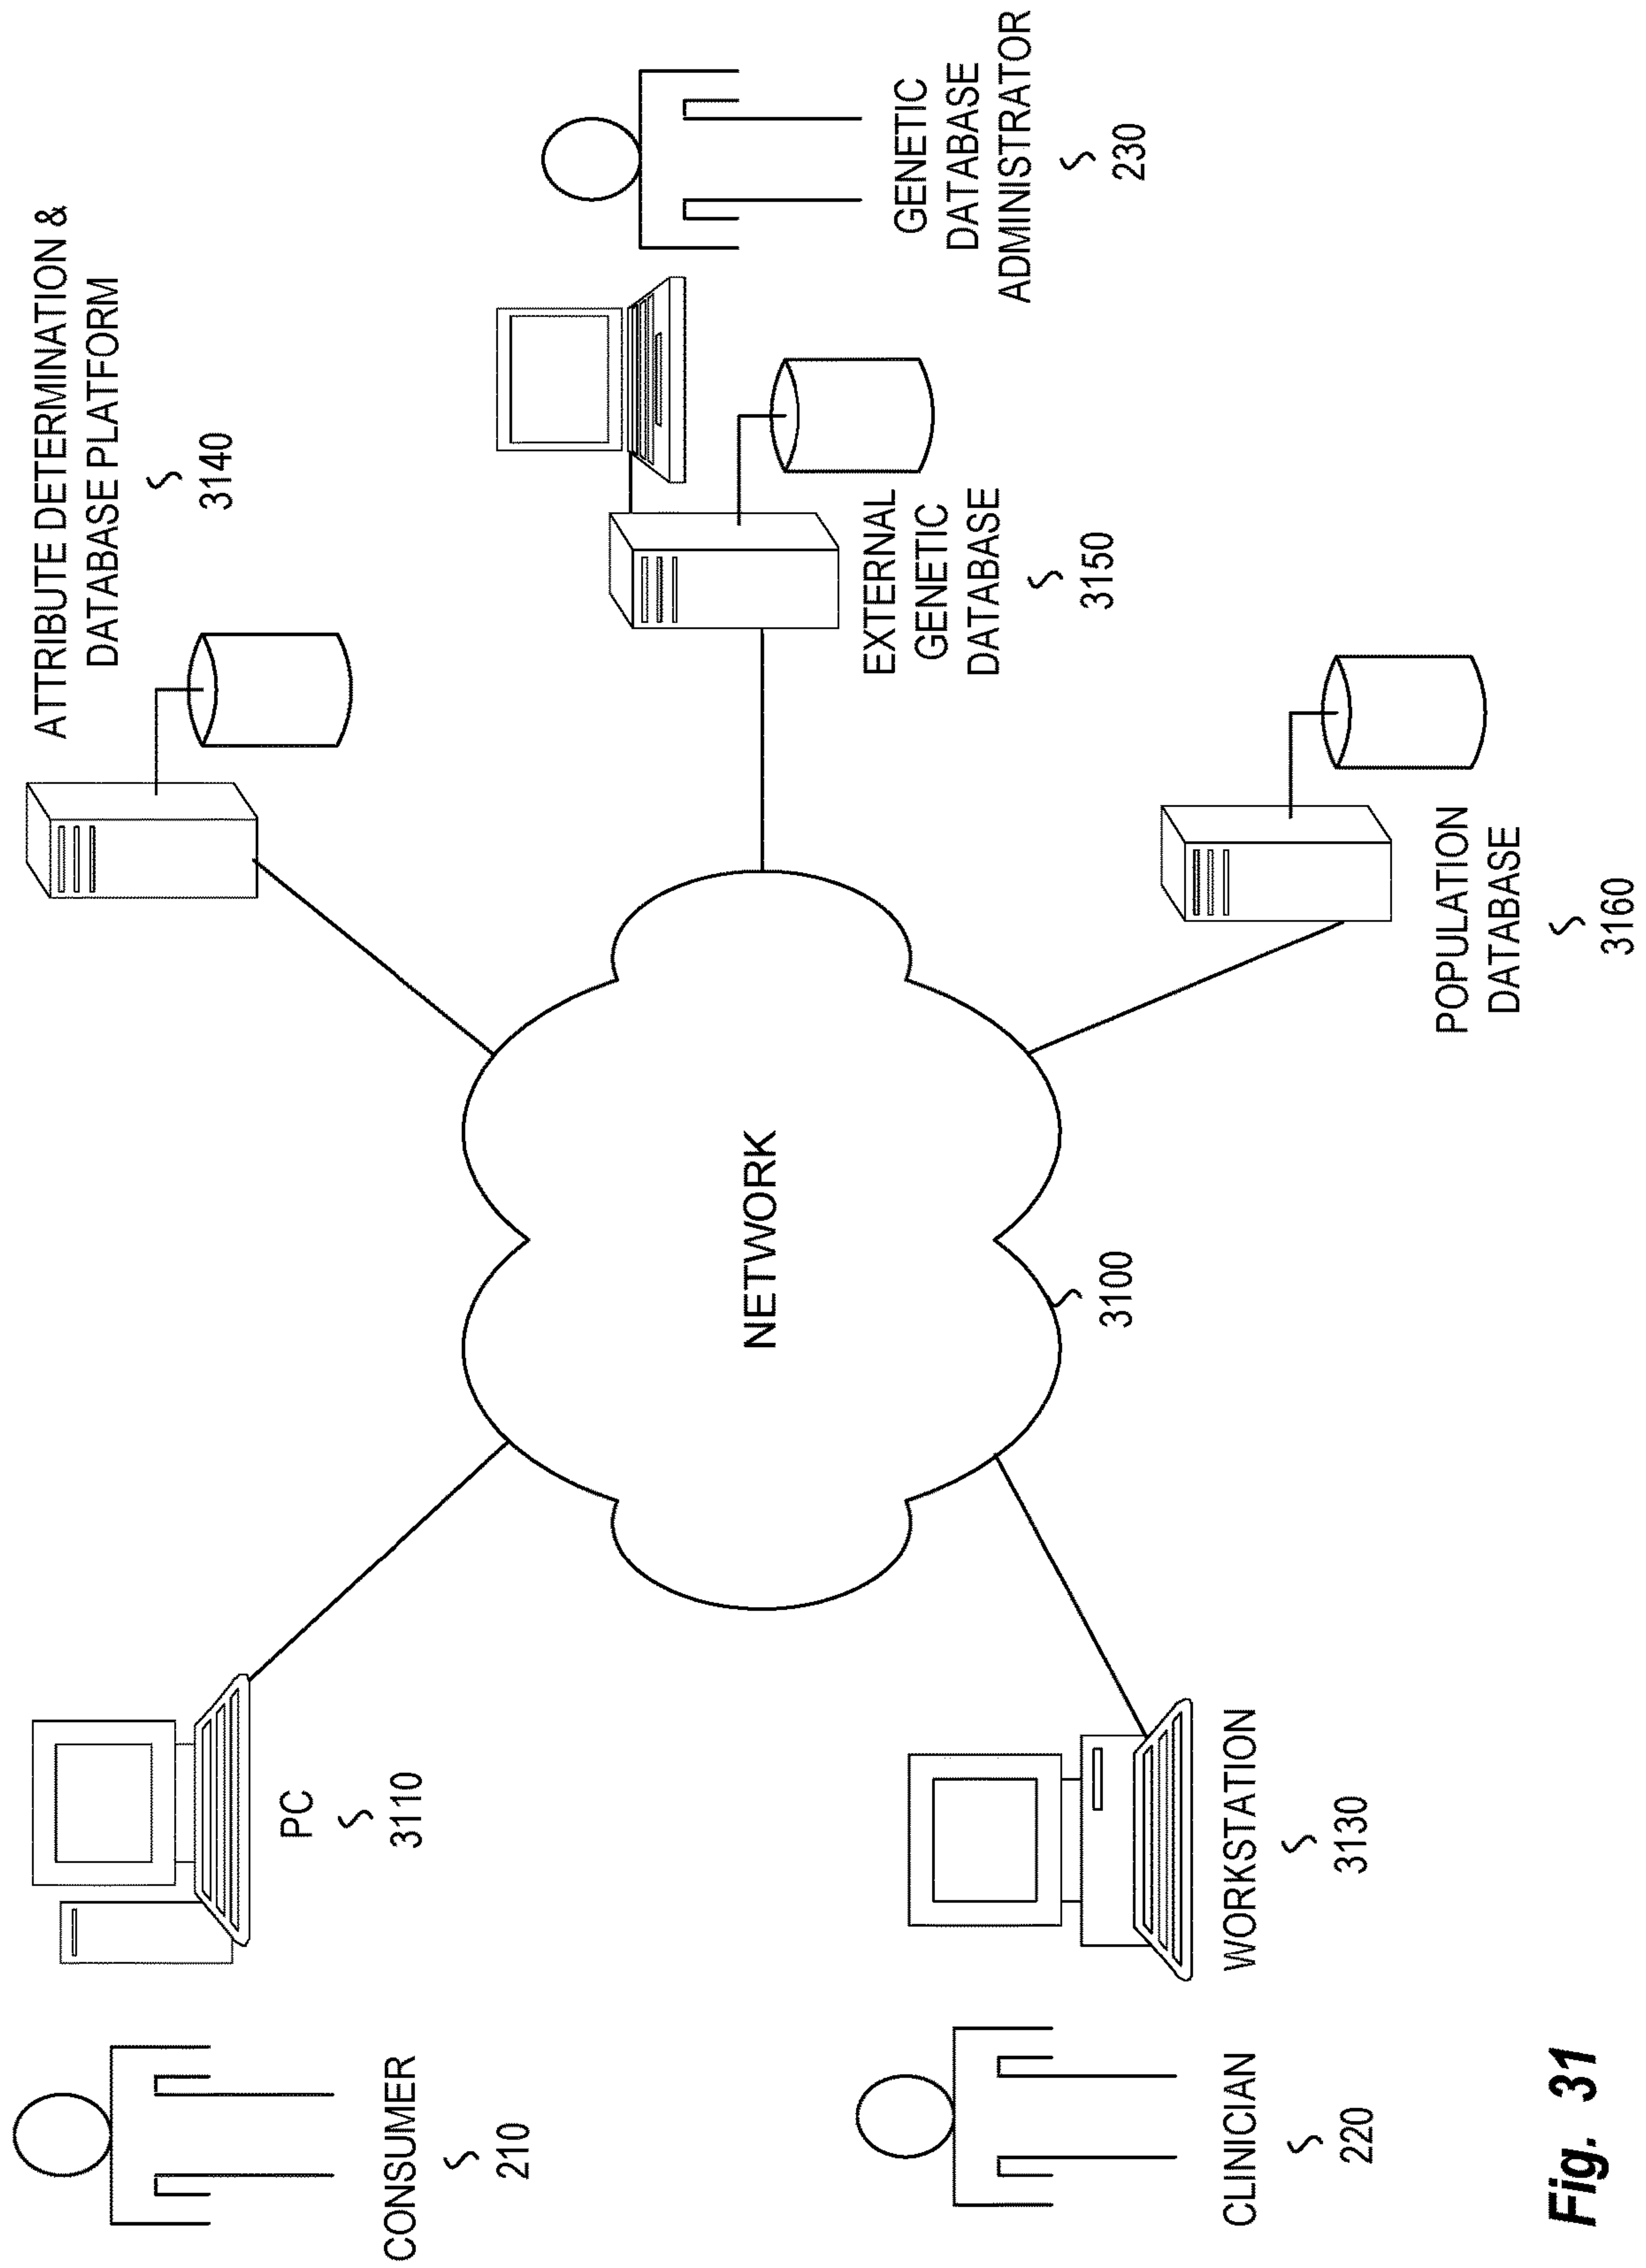 ATTRIBUTE DETERMINATION &
DATABASE PLATFORM
3140
CONSUMER
210
PC
3110
NETWORK
3100
EXTERNAL
GENETIC
DATABASE
3150
GENETIC
DATABASE
ADMINISTRATOR
230
CLINICIAN
220
WORKSTATION
3130
POPULATION
DATABASE
3160
Fig. 31